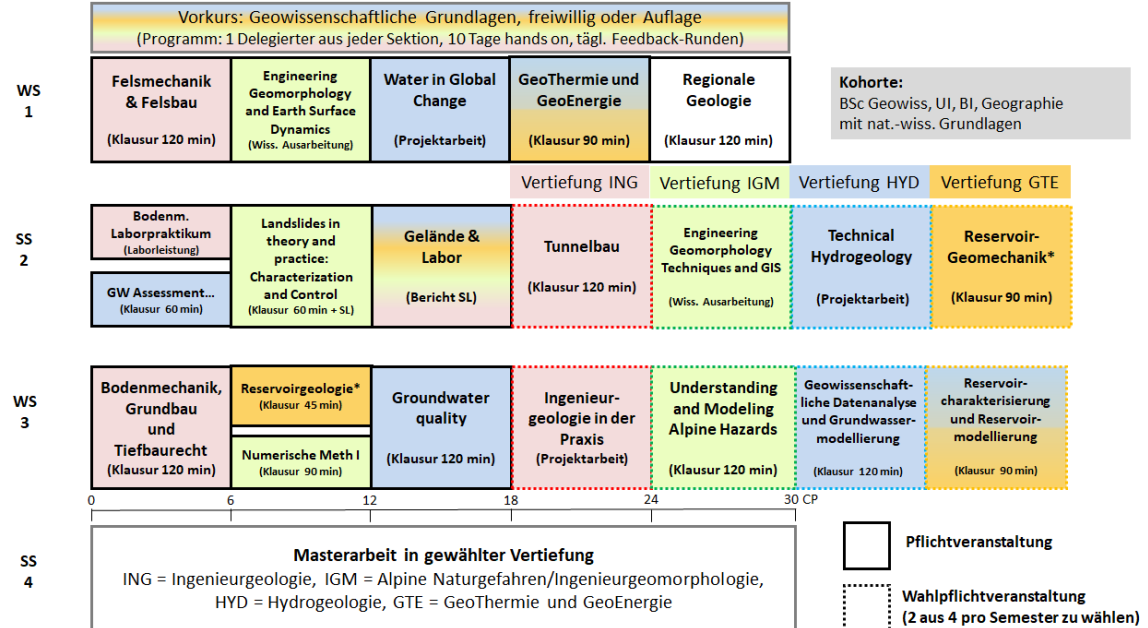 Vorkurs: Geowissenschaftliche Grundlagen, freiwillig oder Auflage
(Programm: 1 Delegierter aus jeder Sektion, 10 Tage hands on, tägl. Feedback-Runden)
WS
1
Felsmechanik
& Felsbau
(Klausur 120 min)
Engineering
Geomorphology
and Earth Surface
Dynamics
(Wiss. Ausarbeitung)
Water in Global
Change
(Projektarbeit)
GeoThermie und
GeoEnergie
(Klausur 90 min)
Regionale
Geologie
(Klausur 120 min)
Kohorte:
BSc Geowiss, UI, BI, Geographie
mit nat.-wiss. Grundlagen
Vertiefung ING
Vertiefung IGM
Vertiefung HYD
Vertiefung GTE
SS
2
Bodenm.
Laborpraktikum
(Laborleistung)
GW Assessment...
(Klausur 60 min)
Landslides in
theory and
practice:
Characterization
and Control
(Klausur 60 min + SL)
Gelände &
Labor
(Bericht SL)
Tunnelbau
(Klausur 120 min)
Engineering
Geomorphology
Techniques and GIS
(Wiss. Ausarbeitung)
Technical
Hydrogeology
(Projektarbeit)
Reservoir-
Geomechanik*
(Klausur 90 min)
WS
3
Bodenmechanik,
Grundbau
und
Tiefbaurecht
(Klausur 120 min)
Reservoirgeologie*
(Klausur 45 min)
Numerische Meth I
(Klausur 90 min)
Groundwater
quality
(Klausur 120 min)
Ingenieur-
geologie in der
Praxis
(Projektarbeit)
Understanding
and Modeling
Alpine Hazards
(Klausur 120 min)
Geowissenschaft-
liche Datenanalyse
und Grundwasser-
modellierung
(Klausur 120 min)
Reservoir-
charakterisierung
und Reservoir-
modellierung
(Klausur 90 min)
0 6 12 18 24 30 CP
SS
4
Masterarbeit in gewählter Vertiefung
ING = Ingenieurgeologie, IGM = Alpine Naturgefahren/Ingenieurgeomorphologie,
HYD = Hydrogeologie, GTE = GeoThermie und GeoEnergie
Pflichtveranstaltung
Wahlpflichtveranstaltung
(2 aus 4 pro Semester zu wählen)